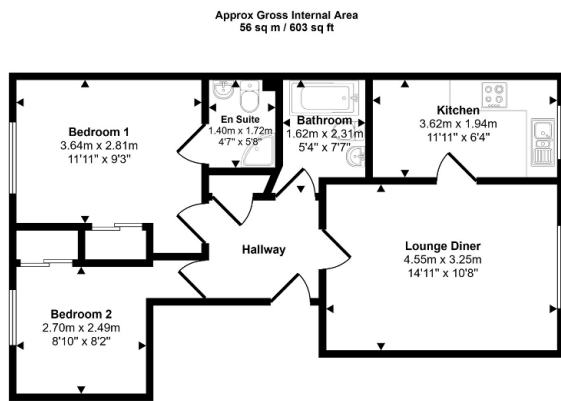 Approx Gross Internal Area
56 sq m / 603 sq ft
Bedroom 1
3.64m x 2.81m
11'11" x 9'3"
En Suite
1.40m x 1.72m
4'7" x 5'8"
Bathroom
1.62m x 2.31m
5'4" x 7'7"
Kitchen
3.62m x 1.94m
11'11" x 6'4"
Hallway
Lounge Diner
4.55m x 3.25m
14'11" x 10'8"
Bedroom 2
2.70m x 2.49m
8'10" x 8'2"